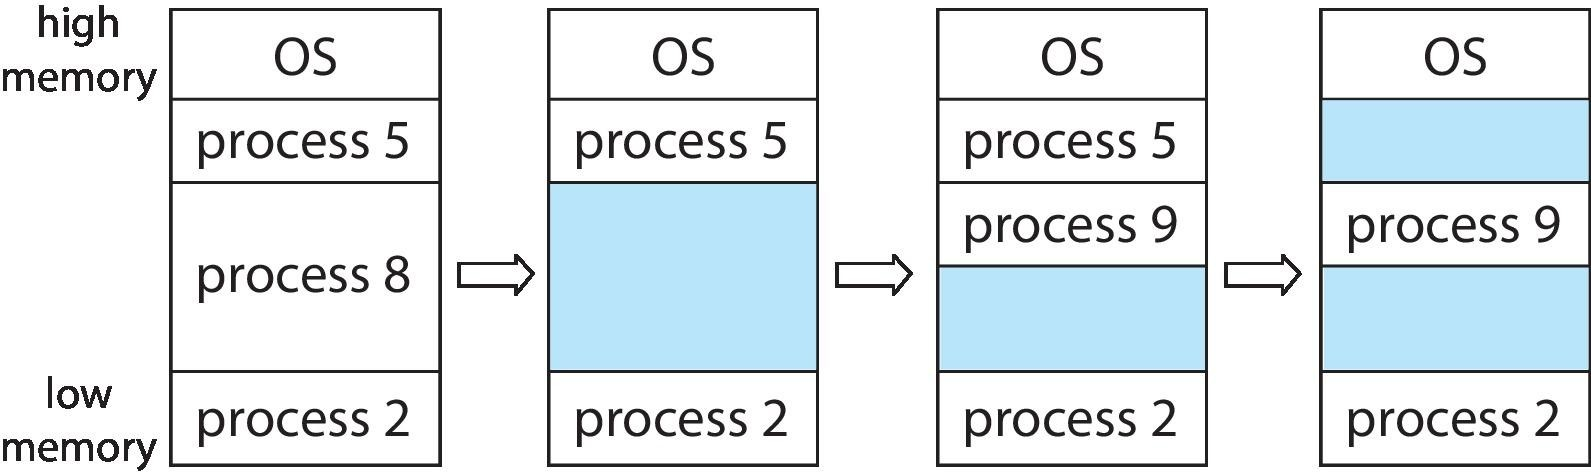 high
memory
OS
process 5
process 8
low
memory
process 2
OS
process 5
process 2
OS
process 5
process 9
process 2
OS
process 9
process 2